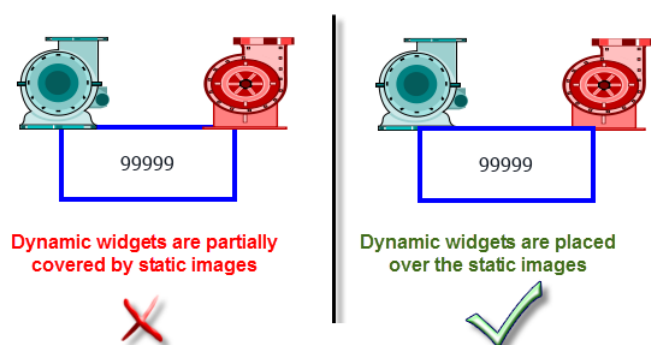 99999
Dynamic widgets are partially
covered by static images
99999
Dynamic widgets are placed
over the static images